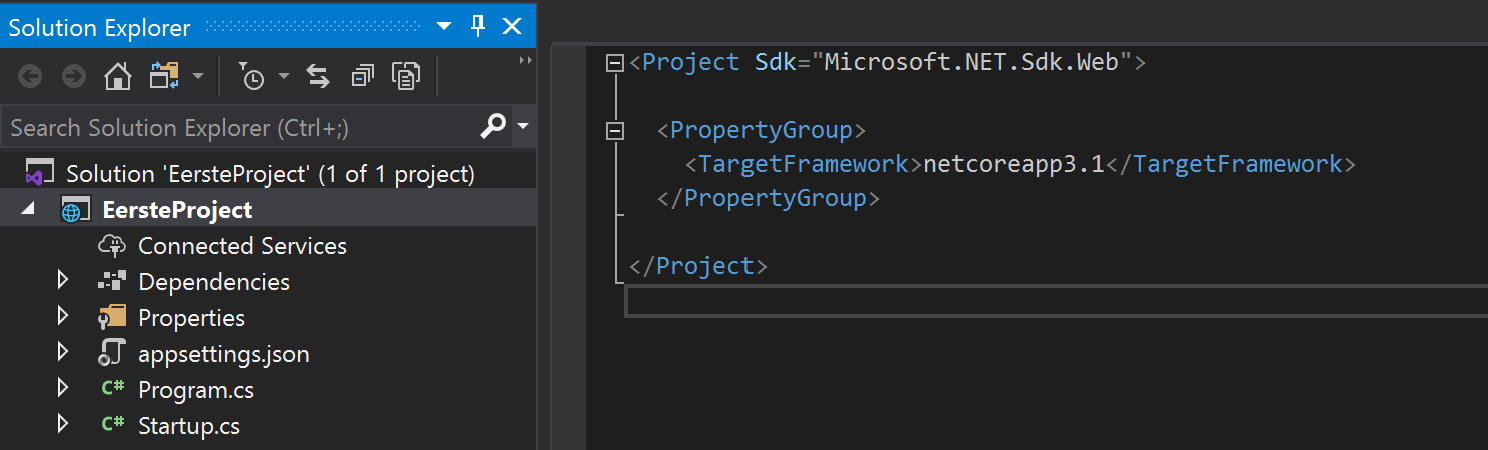 Solution Explorer
Search Solution Explorer (Ctrl+;)
Solution 'EersteProject' (1 of 1 project)
EersteProject
Connected Services
Dependencies
Properties
appsettings.json
C# Program.cs
C# Startup.cs
<Project Sdk="Microsoft.NET.Sdk.Web">
<PropertyGroup>
<TargetFramework>netcoreapp3.1</TargetFramework>
</PropertyGroup>
</Project>